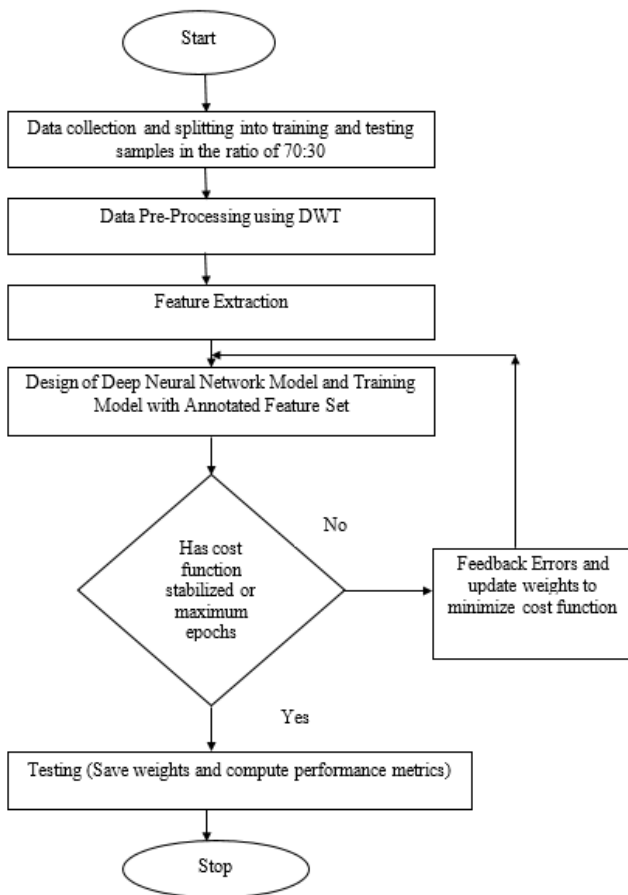 Start
Data collection and splitting into training and testing
samples in the ratio of 70:30
Data Pre-Processing using DWT
Feature Extraction
Design of Deep Neural Network Model and Training
Model with Annotated Feature Set
No
Has cost
function
stabilized or
maximum
epochs
Feedback Errors and
update weights to
minimize cost function
Yes
Testing (Save weights and compute performance metrics)
Stop